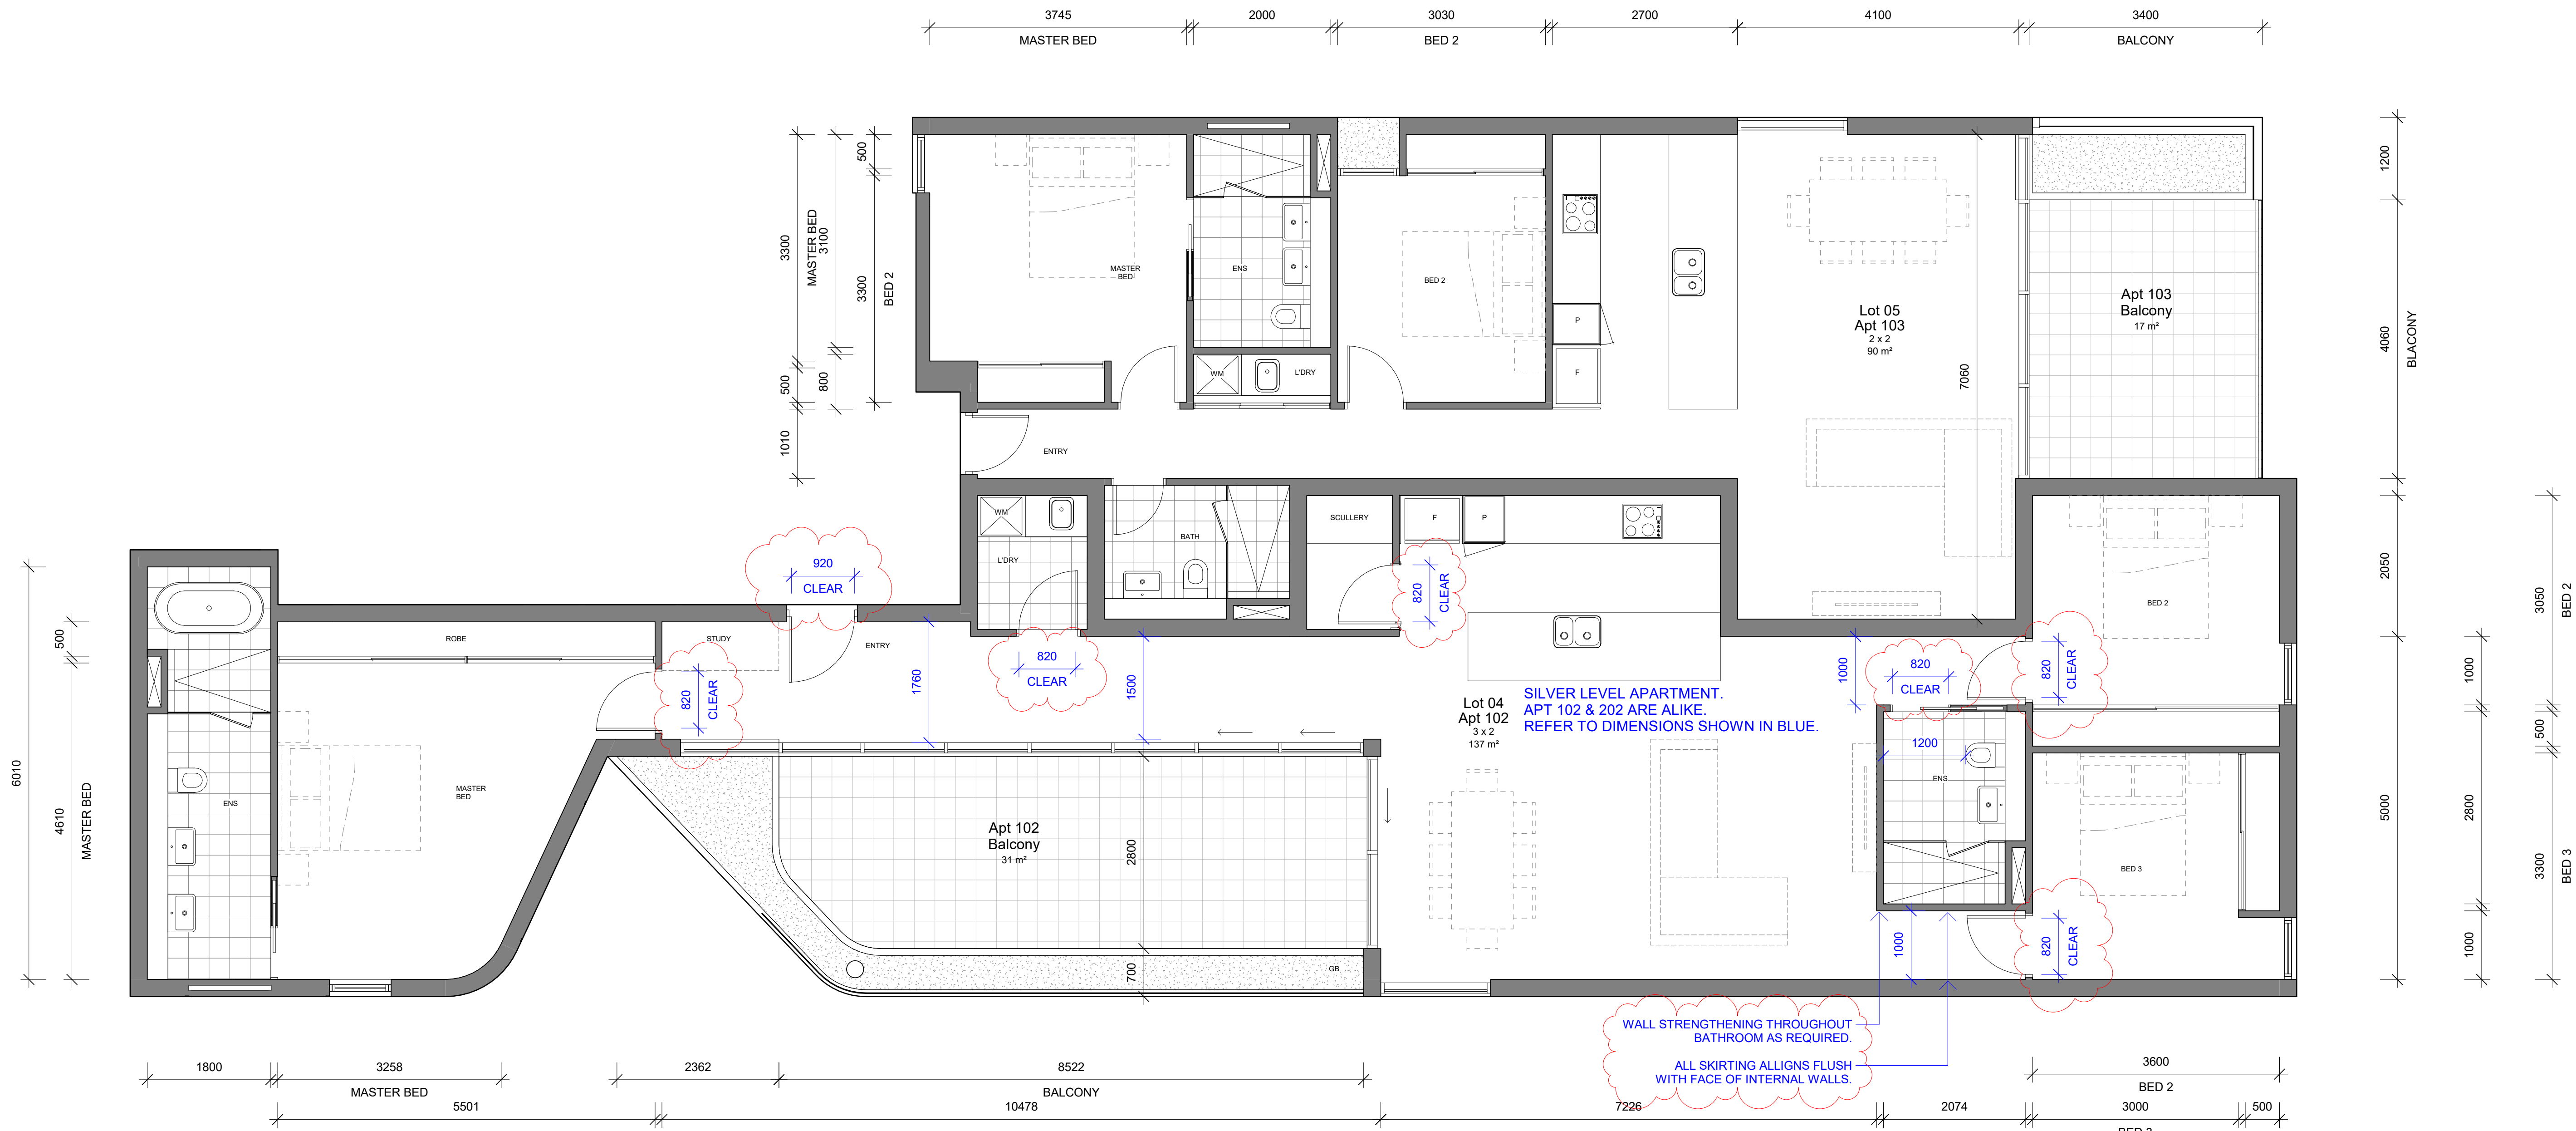 3745
2000
3030
2700
4100
3400
MASTER BED
BED 2
BALCONY
3300
MASTER BED
3100
500
3300
BED 2
500
800
1010
1200
4060
BLACONY
2050
3050
BED 2
5000
1000
500
2800
3300
BED 3
1000
MASTER
BED
ENS
BED 2
P
F
WM
L'DRY
ENTRY
Lot 05
Apt 103
2 x 2
90 m²
7060
Apt 103
Balcony
17 m²
WM
L'DRY
BATH
SCULLERY
F
P
BED 2
920
CLEAR
820
CLEAR
820
CLEAR
820
CLEAR
820
CLEAR
820
CLEAR
820
CLEAR
ROBE
STUDY
ENTRY
1760
1500
1000
1200
1000
Lot 04
Apt 102
3 x 2
137 m²
SILVER LEVEL APARTMENT.
APT 102 & 202 ARE ALIKE.
REFER TO DIMENSIONS SHOWN IN BLUE.
ENS
MASTER
BED
Apt 102
Balcony
31 m²
2800
700
GB
ENS
BED 3
6010
500
4610
MASTER BED
WALL STRENGTHENING THROUGHOUT
BATHROOM AS REQUIRED.
ALL SKIRTING ALLIGNS FLUSH
WITH FACE OF INTERNAL WALLS.
1800
3258
2362
8522
3600
MASTER BED
BALCONY
BED 2
5501
10478
7226
2074
3000
500
BED 3